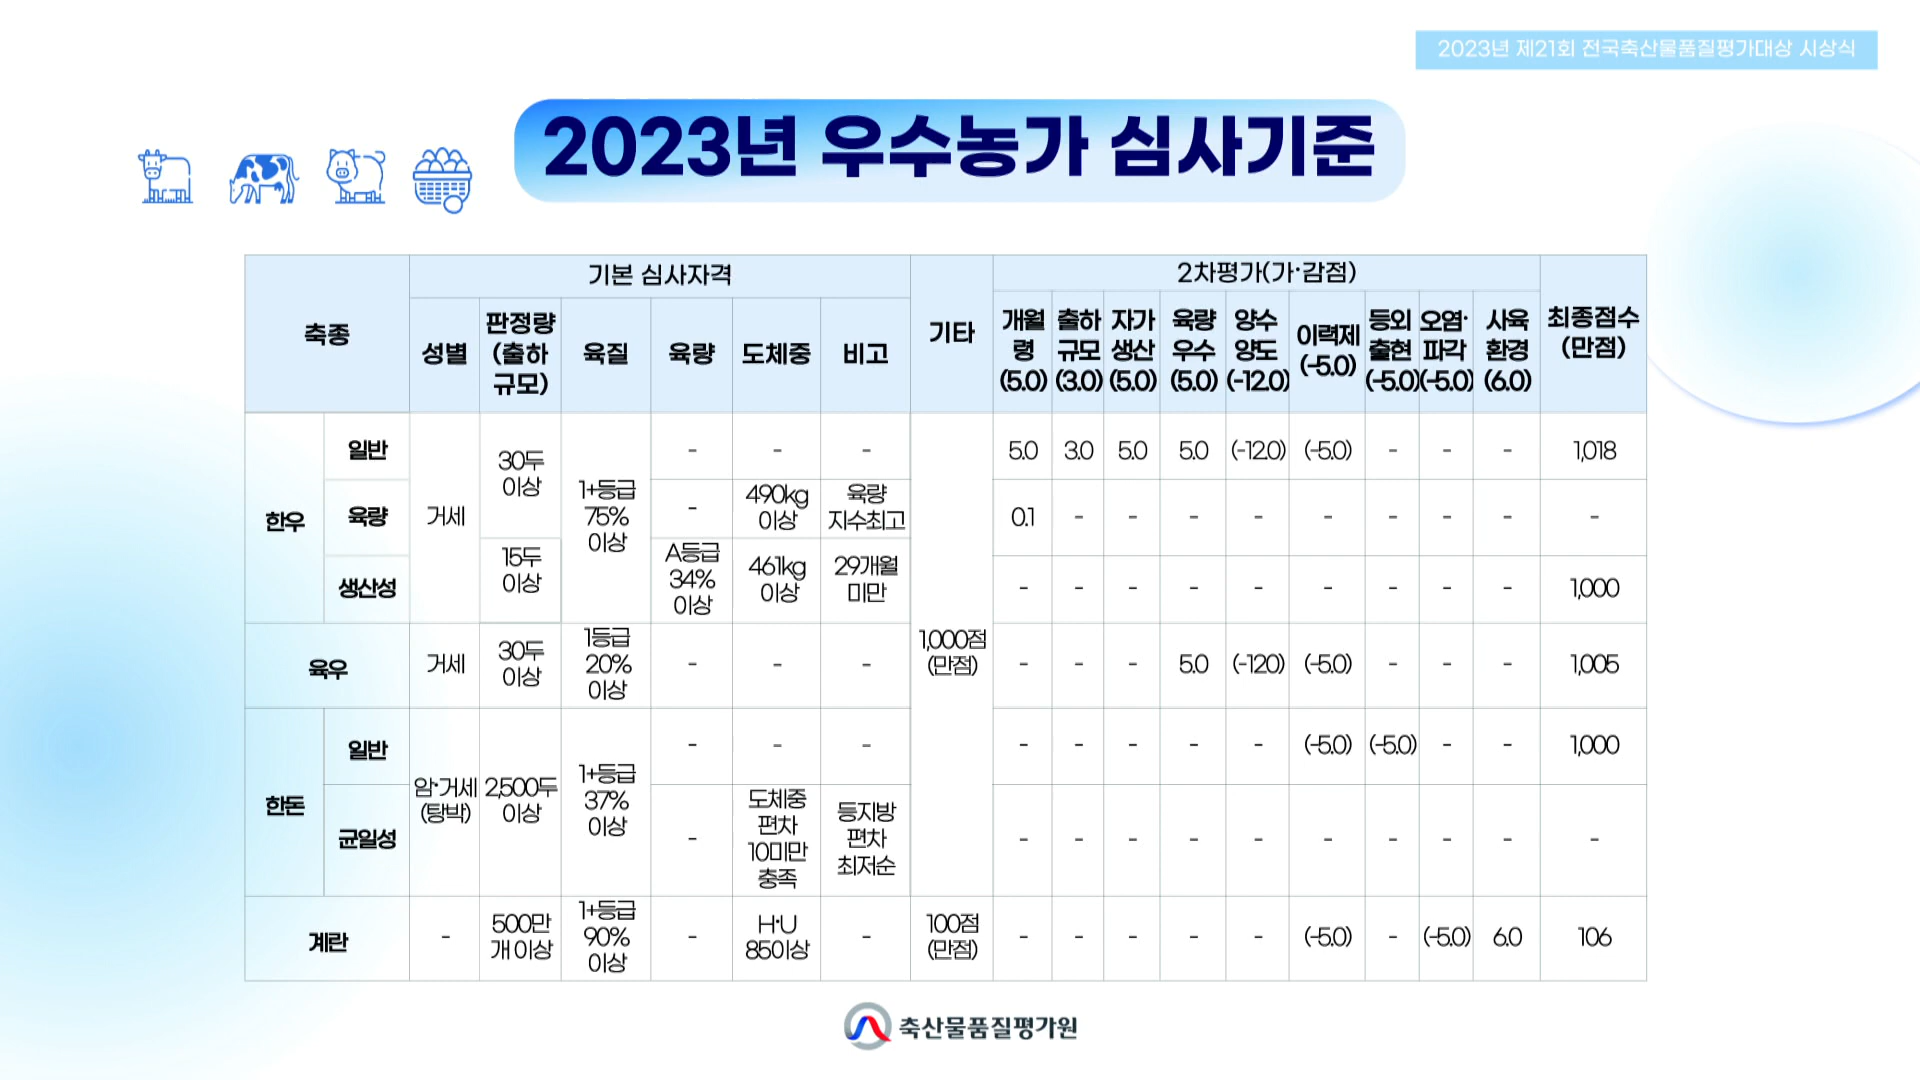 2023년 제21회 전국축산물품질평가대상 시상식
2023년 우수농가 심사기준
축종
기본 심사자격
기타
2차평가(가·감점)
최종점수
(만점)
성별
판정량
(출하
규모)
육질
육량
도체중
비고
개월
령
(5.0)
출하
규모
(3.0)
자가
생산
(5.0)
육량
우수
(5.0)
양수
양도
(-12.0)
이력제
(-5.0)
등외
출현
(-5.0)
오염·
파각
(-5.0)
사육
환경
(6.0)
한우
일반
거세
30두
이상
1+등급
75%
이상
- - -
1,000점
(만점)
5.0 3.0 5.0 5.0 (-12.0) (-5.0) - - - 1,018
육량
-
490kg
이상
육량
지수최고
0.1 - - - - - - - - -
생산성
15두
이상
A등급
34%
이상
461kg
이상
29개월
미만
- - - - - - - - - 1,000
육우
거세
30두
이상
1등급
20%
이상
- - -
- - - 5.0 (-120) (-5.0) - - - 1,005
한돈
일반
암·거세
(탕박)
2,500두
이상
1+등급
37%
이상
- - -
- - - - - (-5.0) (-5.0) - - 1,000
균일성
-
도체중
편차
10미만
충족
등지방
편차
최저순
- - - - - - - - - -
계란
-
500만
개 이상
1+등급
90%
이상
-
H·U
85이상
-
100점
(만점)
- - - - - (-5.0) - (-5.0) 6.0 106
축산물품질평가원